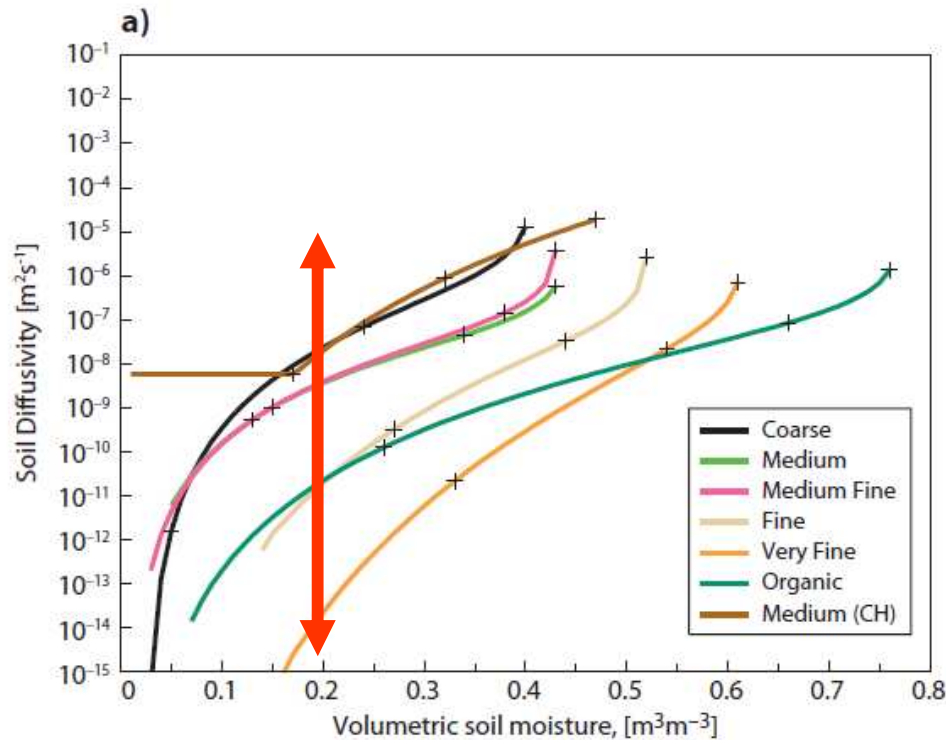 a)
10⁻¹
10⁻²
10⁻³
10⁻⁴
10⁻⁵
10⁻⁶
10⁻⁷
10⁻⁸
10⁻⁹
10⁻¹⁰
10⁻¹¹
10⁻¹²
10⁻¹³
10⁻¹⁴
10⁻¹⁵
Soil Diffusivity [m²s⁻¹]
Coarse
Medium
Medium Fine
Fine
Very Fine
Organic
Medium (CH)
0 0.1 0.2 0.3 0.4 0.5 0.6 0.7 0.8
Volumetric soil moisture, [m³m⁻³]